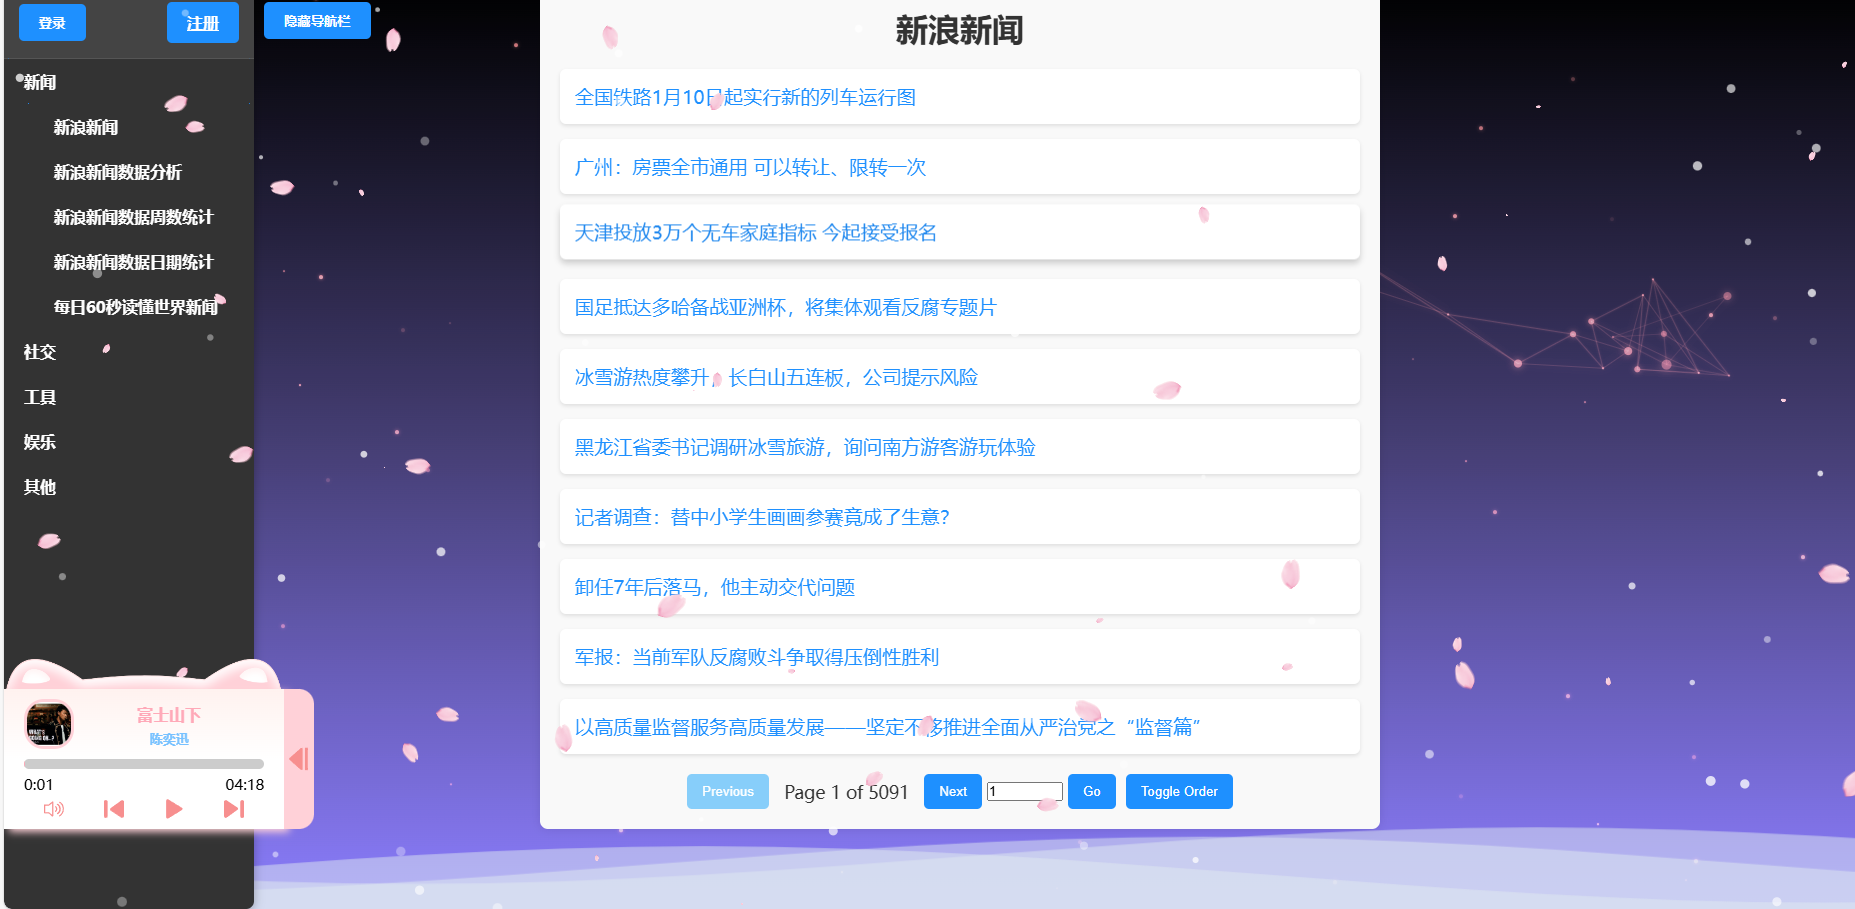 登录
注册
隐藏导航栏
新闻
新浪新闻
新浪新闻数据分析
新浪新闻数据周数统计
新浪新闻数据日期统计
每日60秒读懂世界新闻
社交
工具
娱乐
其他
富士山下
陈奕迅
0:01 04:18
新浪新闻
全国铁路1月10日起实行新的列车运行图
广州：房票全市通用 可以转让、限转一次
天津投放3万个无车家庭指标 今起接受报名
国足抵达多哈备战亚洲杯，将集体观看反腐专题片
冰雪游热度攀升，长白山五连板，公司提示风险
黑龙江省委书记调研冰雪旅游，询问南方游客游玩体验
记者调查：替中小学生画画参赛竟成了生意？
卸任7年后落马，他主动交代问题
军报：当前军队反腐败斗争取得压倒性胜利
以高质量监督服务高质量发展——坚定不移推进全面从严治党之“监督篇”
Previous Page 1 of 5091 Next 1 Go Toggle Order